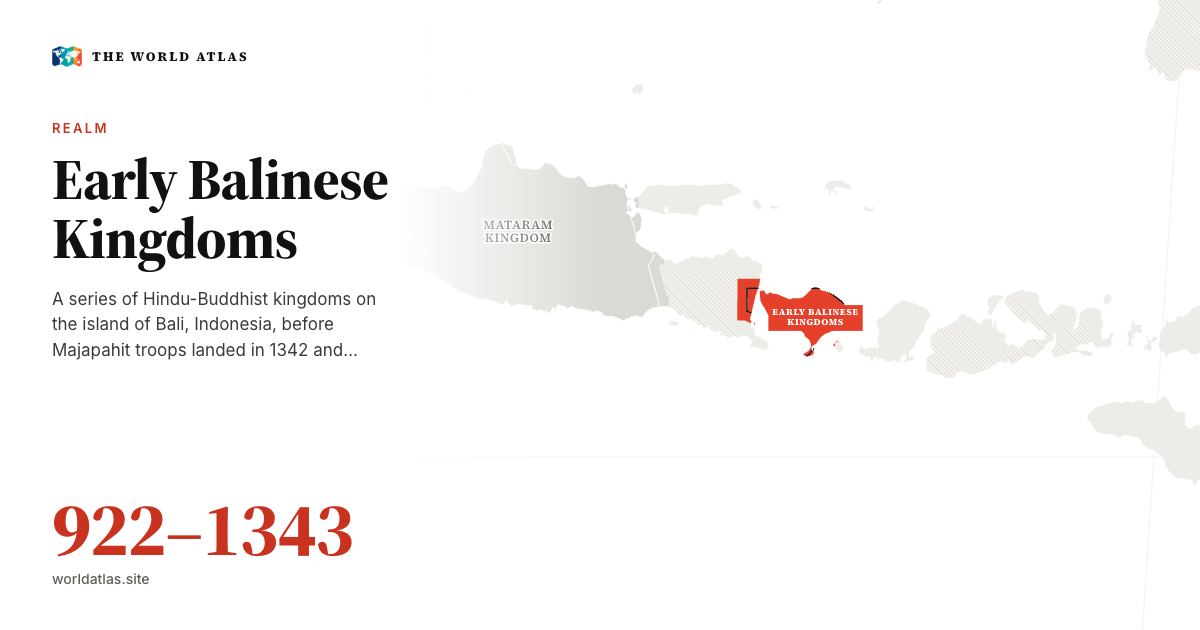 THE WORLD ATLAS
REALM
Early Balinese
Kingdoms
A series of Hindu-Buddhist kingdoms on
the island of Bali, Indonesia, before
Majapahit troops landed in 1342 and...
922–1343
worldatlas.site
MATARAM
KINGDOM
EARLY BALINESE
KINGDOMS